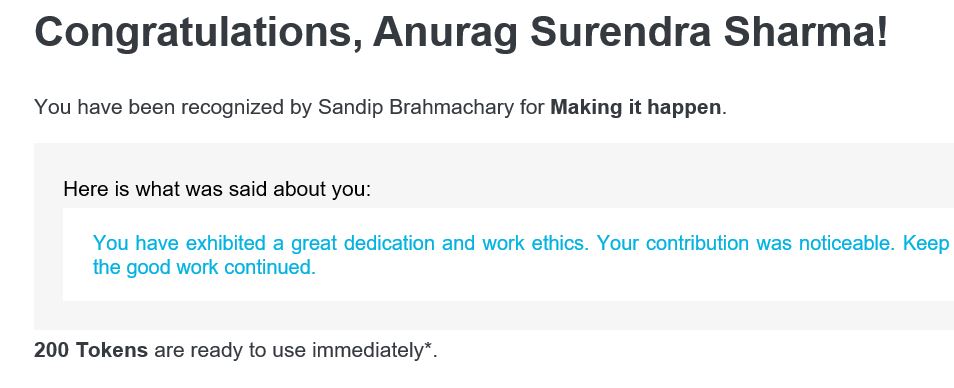 Congratulations, Anurag Surendra Sharma!
You have been recognized by Sandip Brahmachary for Making it happen.
Here is what was said about you:
You have exhibited a great dedication and work ethics. Your contribution was noticeable. Keep
the good work continued.
200 Tokens are ready to use immediately*.